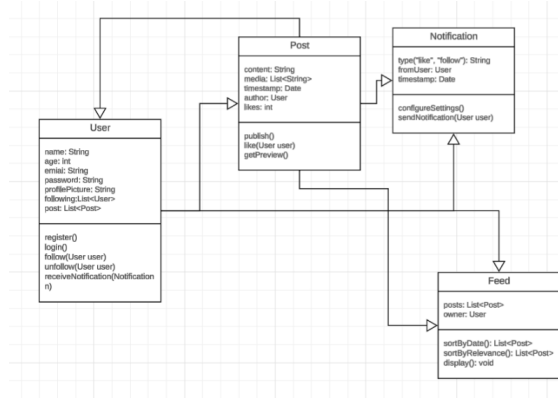 Post
content: String
media: List<String>
timestamp: Date
author: User
likes: int
publish()
like(User user)
getPreview()
Notification
type("like", "follow"): String
fromUser: User
timestamp: Date
configureSettings()
sendNotification(User user)
User
name: String
age: int
emial: String
password: String
profilePicture: String
following:List<User>
post: List<Post>
register()
login()
follow(User user)
unfollow(User user)
receiveNotification(Notification
n)
Feed
posts: List<Post>
owner: User
sortByDate(): List<Post>
sortByRelevance(): List<Post>
display(): void